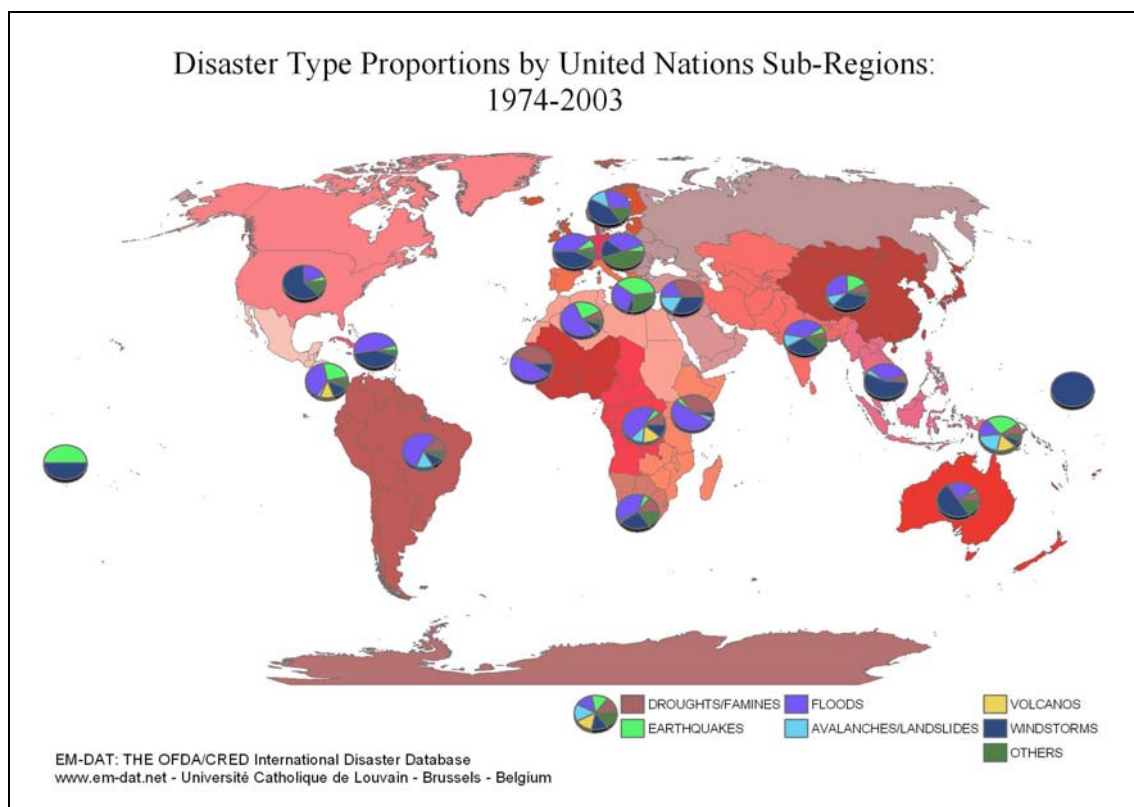 Disaster Type Proportions by United Nations Sub-Regions:
1974-2003
DROUGHTS/FAMINES
FLOODS
VOLCANOS
EARTHQUAKES
AVALANCHES/LANDSLIDES
WINDSTORMS
OTHERS
EM-DAT: THE OFDA/CRED International Disaster Database
www.em-dat.net - Université Catholique de Louvain - Brussels - Belgium